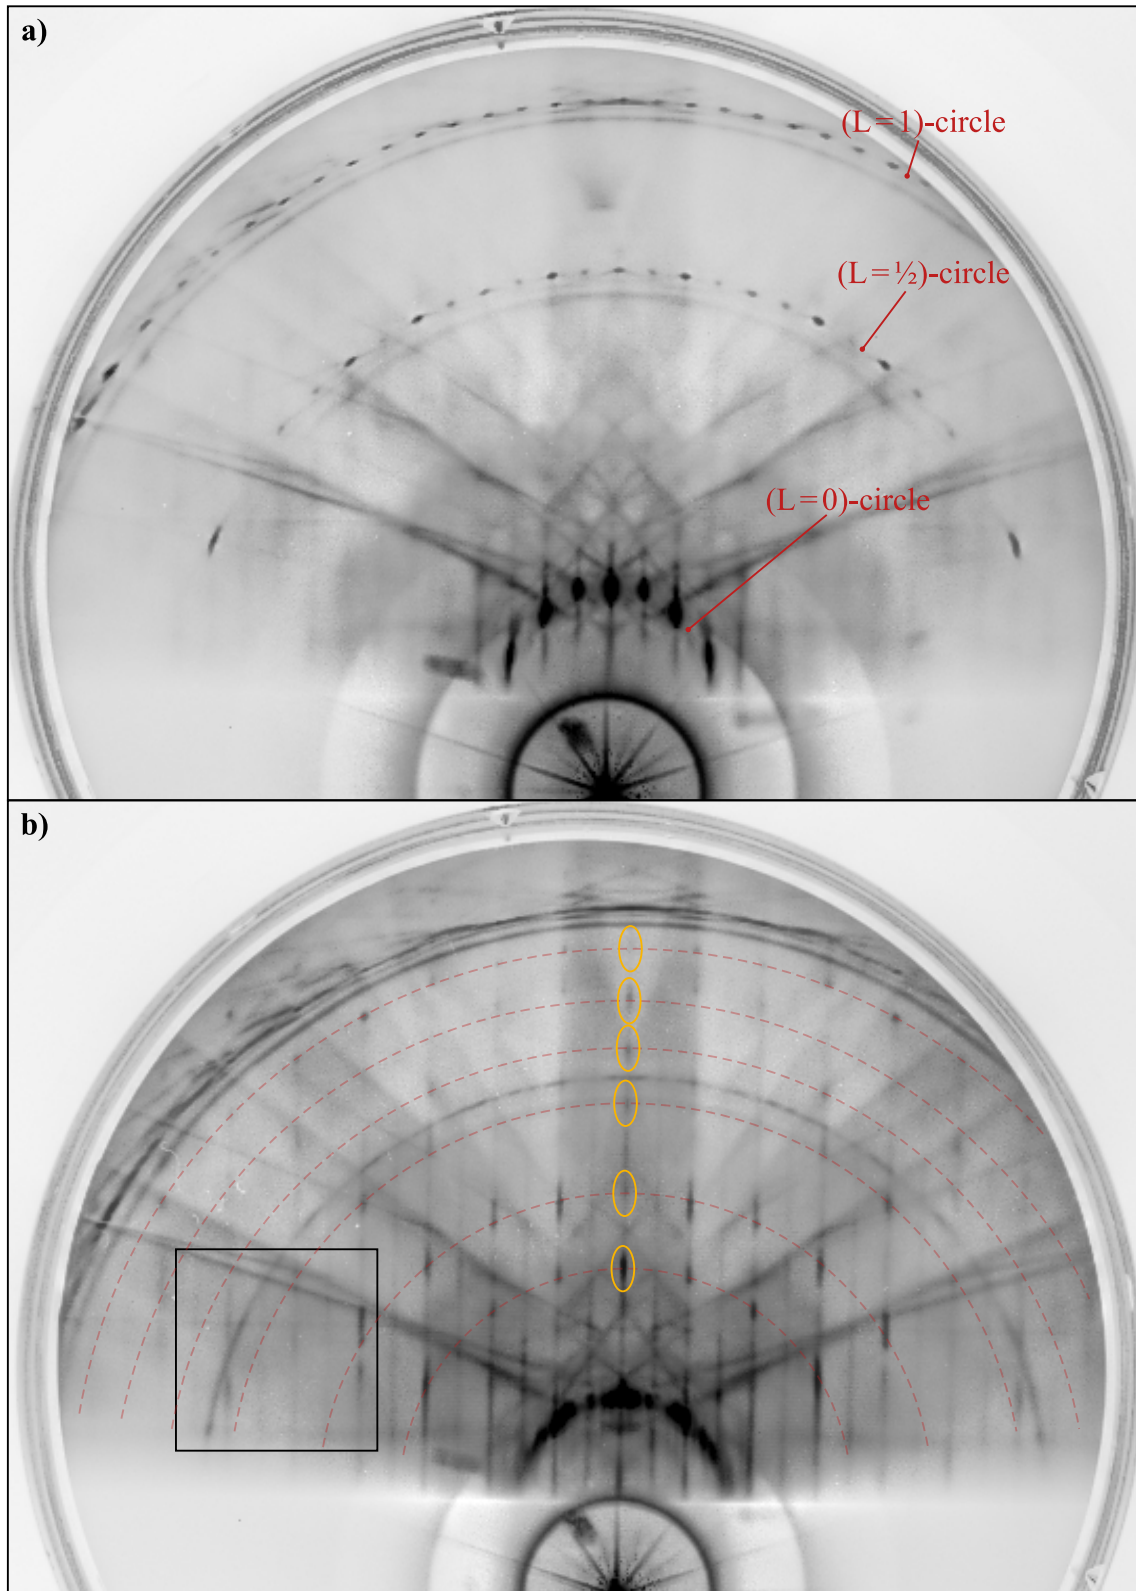 a)
(L = 1)-circle
(L = ½)-circle
(L = 0)-circle
b)